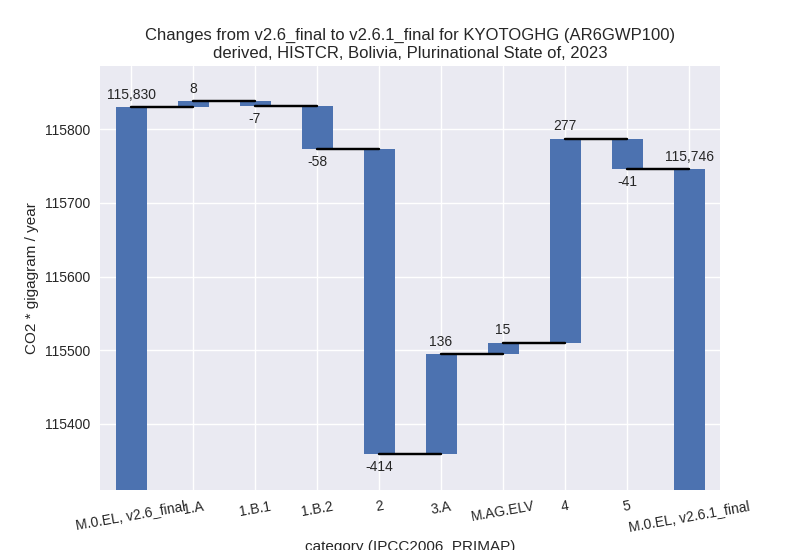 Changes from v2.6_final to v2.6.1_final for KYOTOGHG (AR6GWP100)
derived, HISTCR, Bolivia, Plurinational State of, 2023
CO2 * gigagram / year
115800
115700
115600
115500
115400
115,830
8
-7
-58
-414
136
15
277
-41
115,746
M.0.EL, v2.6_final
1.A
1.B.1
1.B.2
2
3.A
M.AG.ELV
4
5
M.0.EL, v2.6.1_final
category (IPCC2006_PRIMAP)